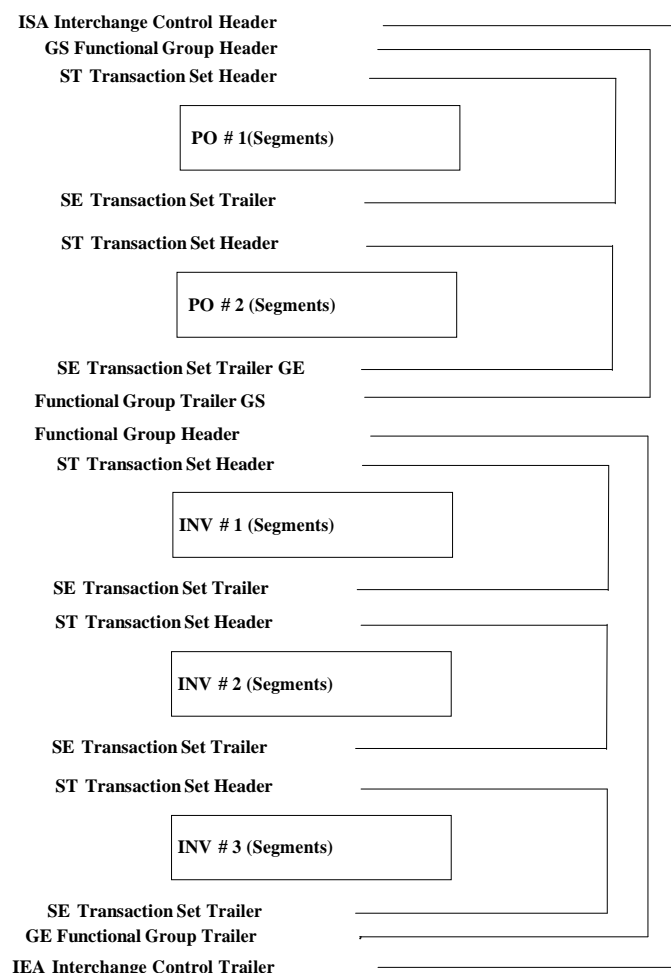 ISA Interchange Control Header
GS Functional Group Header
ST Transaction Set Header
PO # 1(Segments)
SE Transaction Set Trailer
ST Transaction Set Header
PO # 2 (Segments)
SE Transaction Set Trailer GE
Functional Group Trailer GS
Functional Group Header
ST Transaction Set Header
INV # 1 (Segments)
SE Transaction Set Trailer
ST Transaction Set Header
INV # 2 (Segments)
SE Transaction Set Trailer
ST Transaction Set Header
INV # 3 (Segments)
SE Transaction Set Trailer
GE Functional Group Trailer
IEA Interchange Control Trailer